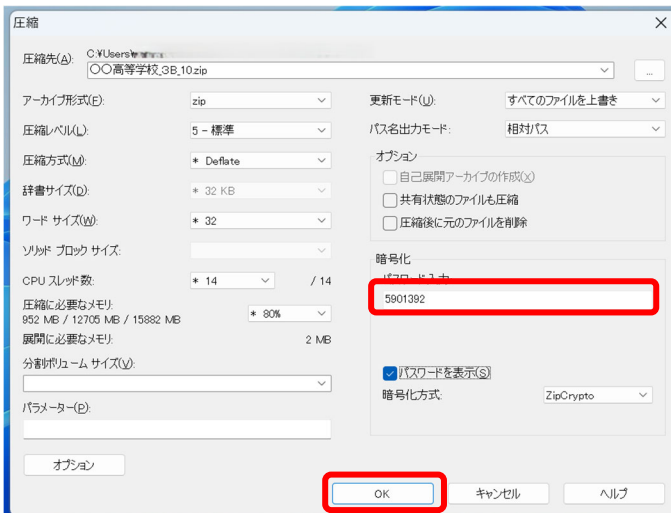 圧縮
圧縮先(A): C:¥Users¥
〇〇高等学校_3B_10.zip
...
アーカイブ形式(F): zip
圧縮レベル(L): 5 - 標準
圧縮方式(M): * Deflate
辞書サイズ(D): * 32 KB
ワード サイズ(W): * 32
ソリッド ブロック サイズ:
CPU スレッド数: * 14 / 14
圧縮に必要なメモリ:
952 MB / 12705 MB / 15882 MB * 80%
展開に必要なメモリ: 2 MB
分割ボリューム サイズ(V):
パラメーター(P):
オプション
更新モード(U): すべてのファイルを上書き
パス名出力モード: 相対パス
オプション
自己展開アーカイブの作成(X)
共有状態のファイルも圧縮
圧縮後に元のファイルを削除
暗号化
パスワード入力
5901392
パスワードを表示(S)
暗号化方式: ZipCrypto
OK キャンセル ヘルプ